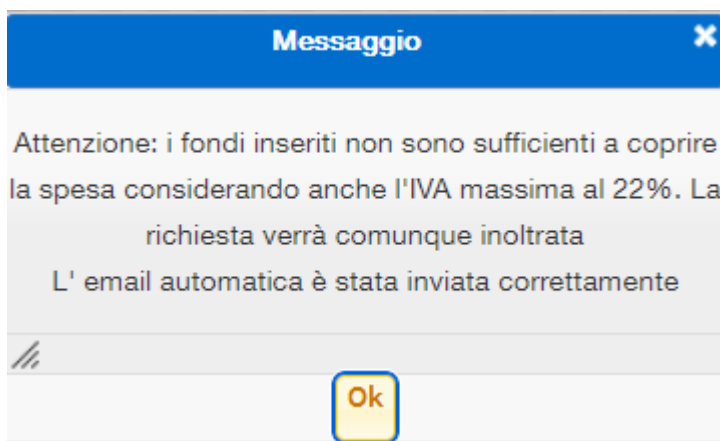 Messaggio
Attenzione: i fondi inseriti non sono sufficienti a coprire
la spesa considerando anche l'IVA massima al 22%. La
richiesta verrà comunque inoltrata
L' email automatica è stata inviata correttamente
Ok